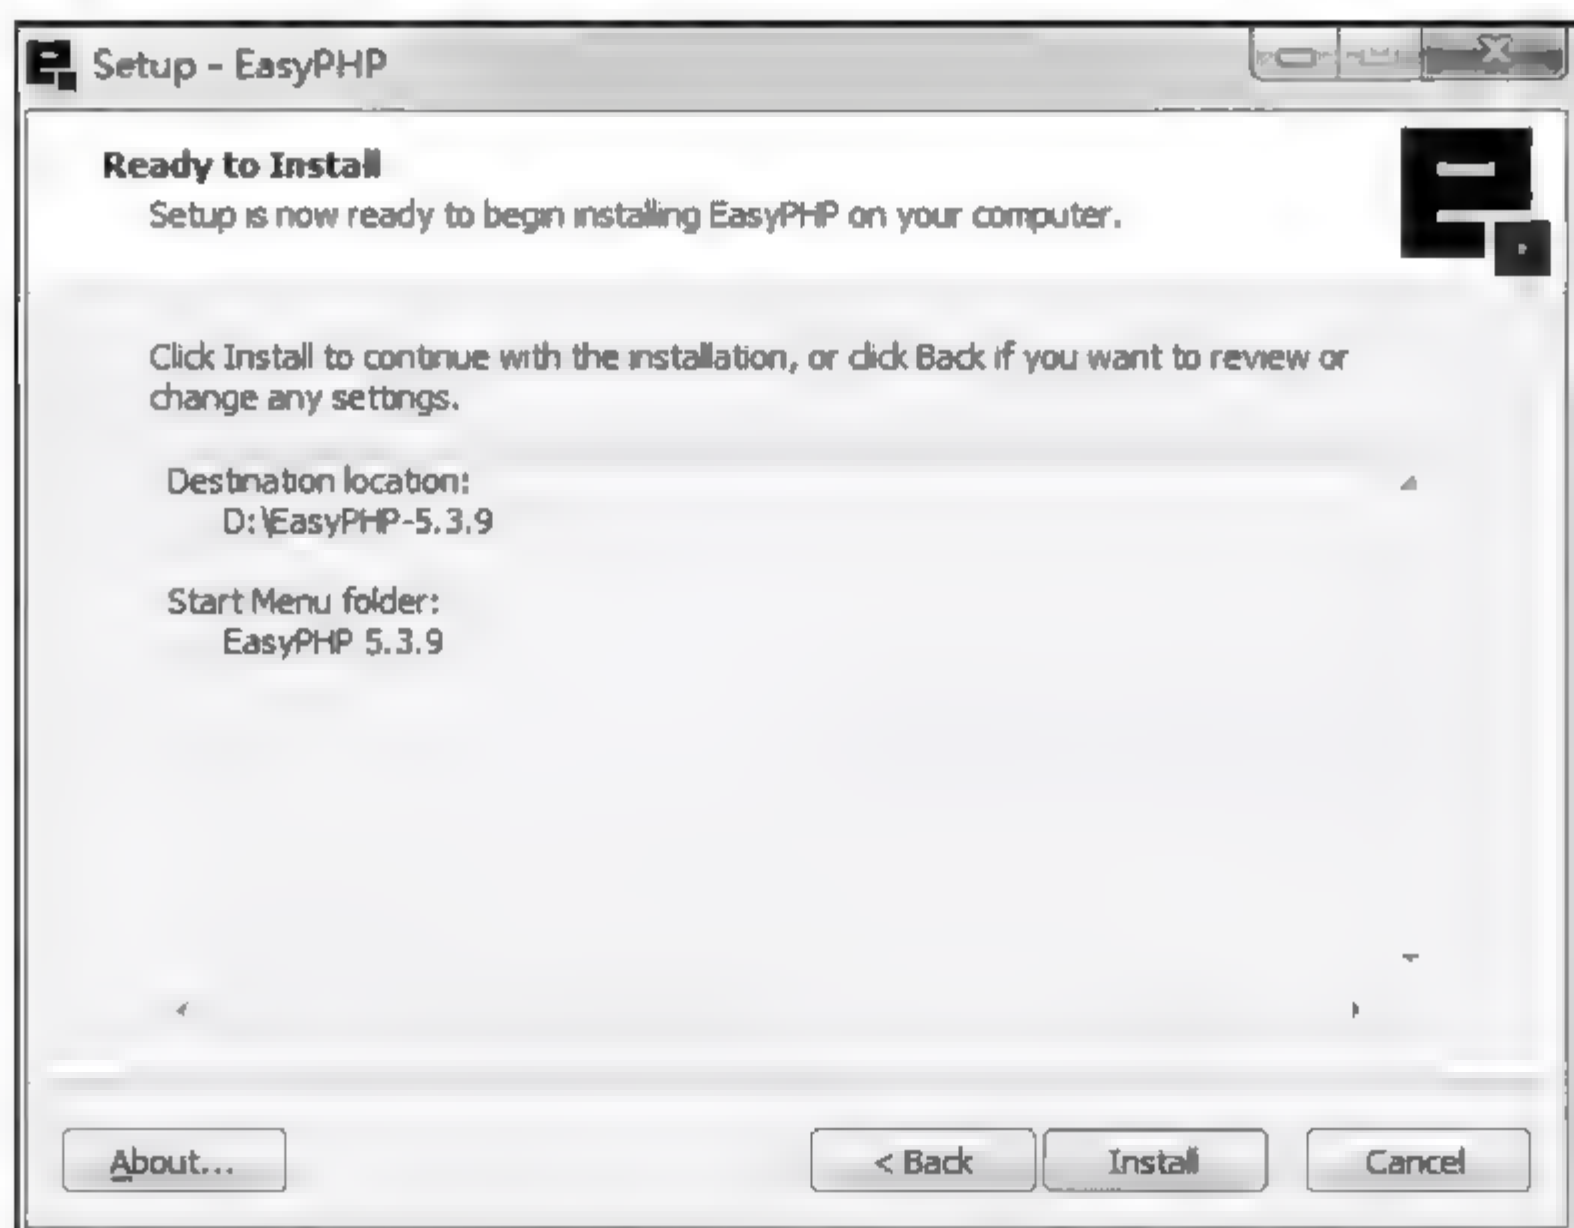 Setup - EasyPHP
Ready to Install
Setup is now ready to begin installing EasyPHP on your computer.
Click Install to continue with the installation, or click Back if you want to review or
change any settings.
Destination location:
D:\EasyPHP-5.3.9
Start Menu folder:
EasyPHP 5.3.9
About...
< Back
Install
Cancel